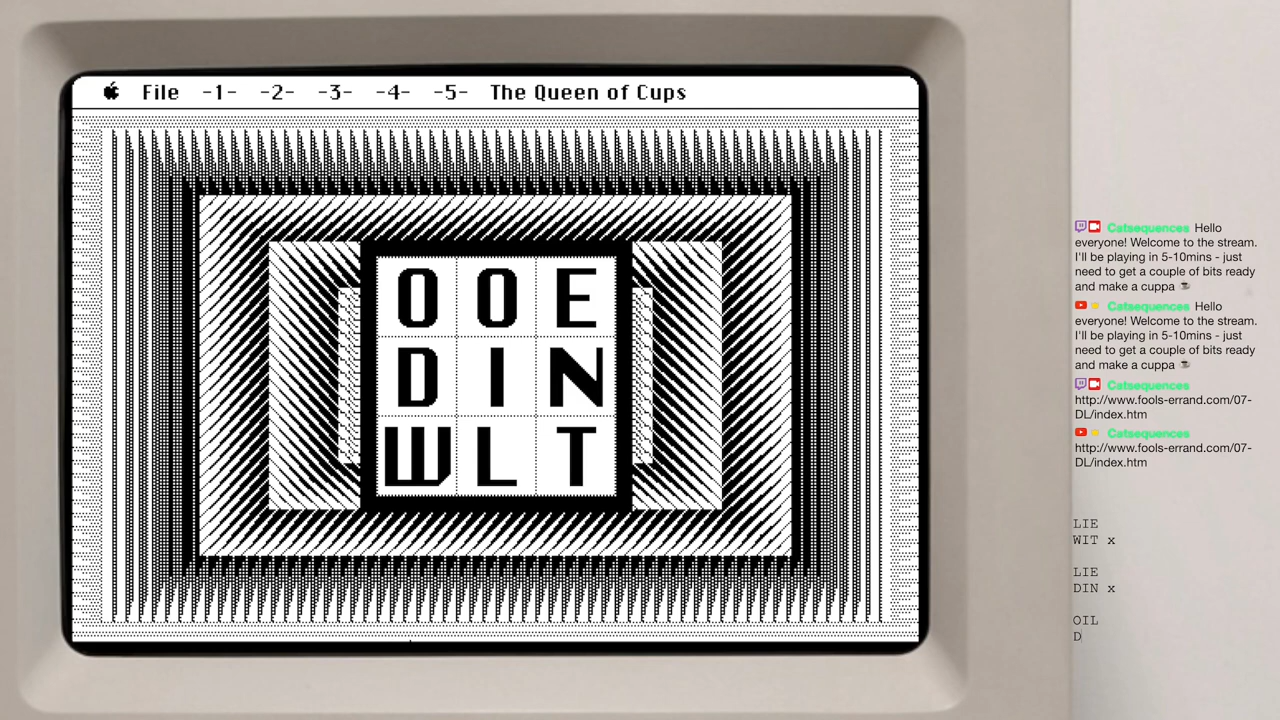 File -1- -2- -3- -4- -5- The Queen of Cups
O O E
D I N
W L T
Catsequences Hello
everyone! Welcome to the stream.
I'll be playing in 5-10mins - just
need to get a couple of bits ready
and make a cuppa ☕
Catsequences Hello
everyone! Welcome to the stream.
I'll be playing in 5-10mins - just
need to get a couple of bits ready
and make a cuppa ☕
Catsequences
http://www.fools-errand.com/07-
DL/index.htm
Catsequences
http://www.fools-errand.com/07-
DL/index.htm
LIE
WIT x
LIE
DIN x
OIL
D